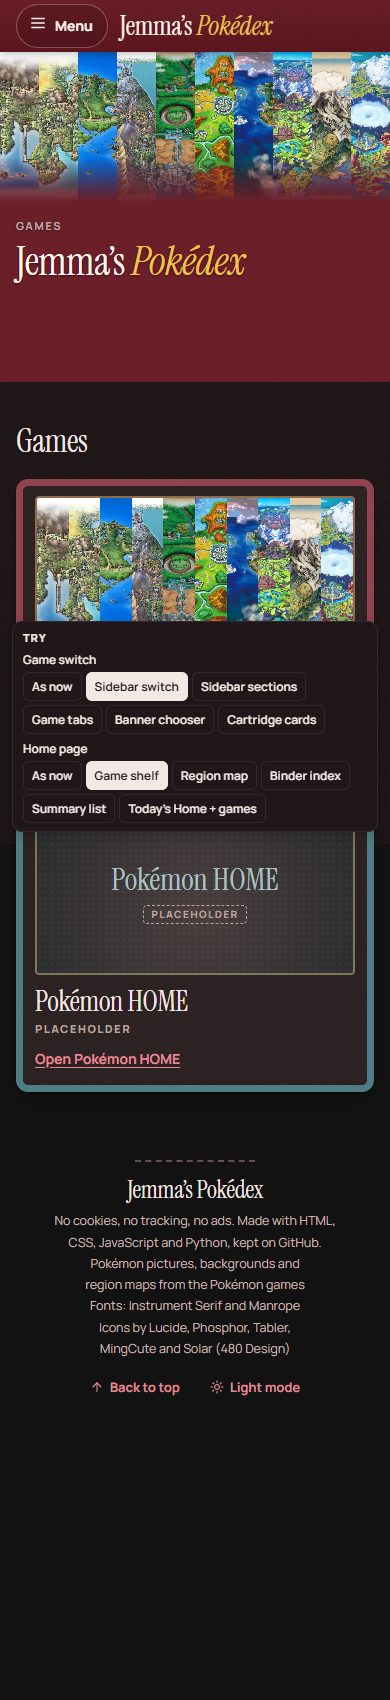 Menu
Jemma's Pokédex
GAMES
Jemma's Pokédex
Games
TRY
Game switch
As now
Sidebar switch
Sidebar sections
Game tabs
Banner chooser
Cartridge cards
Home page
As now
Game shelf
Region map
Binder index
Summary list
Today's Home + games
Pokémon HOME
PLACEHOLDER
Pokémon HOME
PLACEHOLDER
Open Pokémon HOME
Jemma's Pokédex
No cookies, no tracking, no ads. Made with HTML,
CSS, JavaScript and Python, kept on GitHub.
Pokémon pictures, backgrounds and
region maps from the Pokémon games
Fonts: Instrument Serif and Manrope
Icons by Lucide, Phosphor, Tabler,
MingCute and Solar (480 Design)
Back to top
Light mode